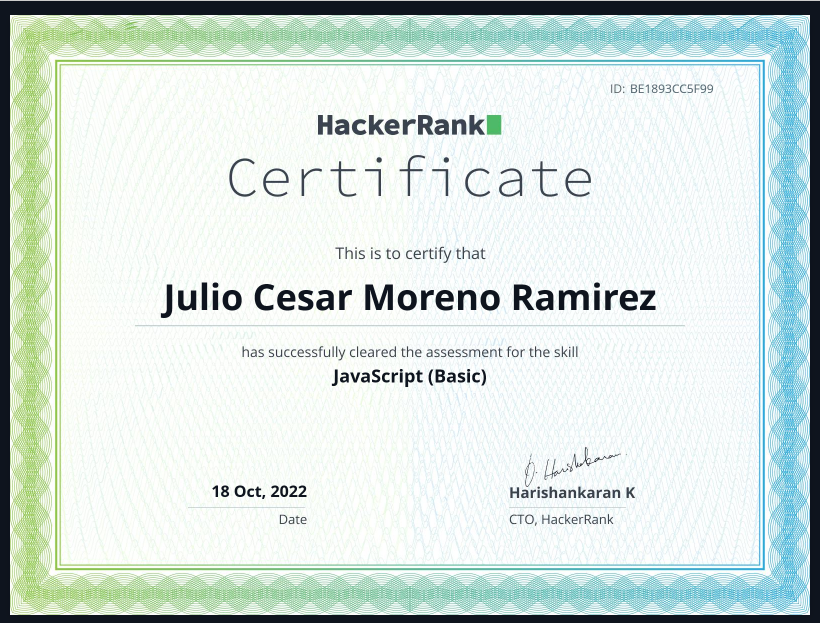 ID: BE1893CC5F99
HackerRank
Certificate
This is to certify that
Julio Cesar Moreno Ramirez
has successfully cleared the assessment for the skill
JavaScript (Basic)
18 Oct, 2022
Date
Harishankaran K
CTO, HackerRank